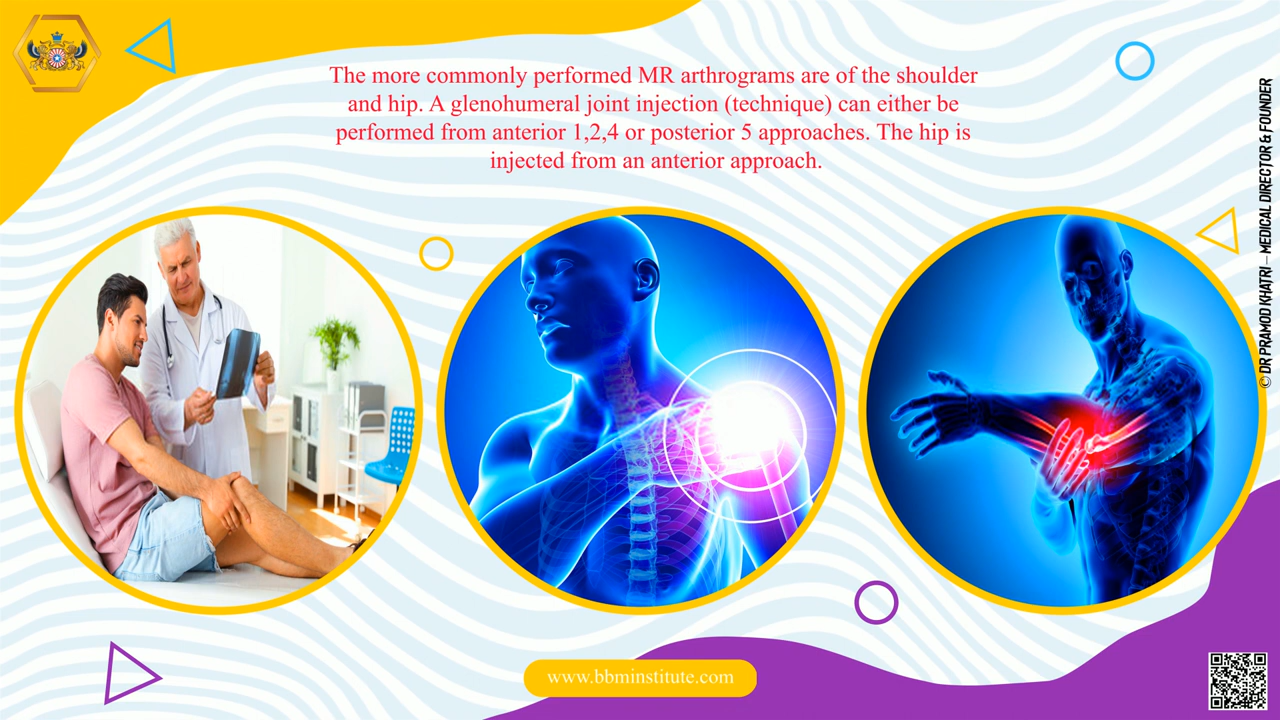 The more commonly performed MR arthrograms are of the shoulder
and hip. A glenohumeral joint injection (technique) can either be
performed from anterior 1,2,4 or posterior 5 approaches. The hip is
injected from an anterior approach.
© DR PRAMOD KHATRI – MEDICAL DIRECTOR & FOUNDER
www.bbminstitute.com